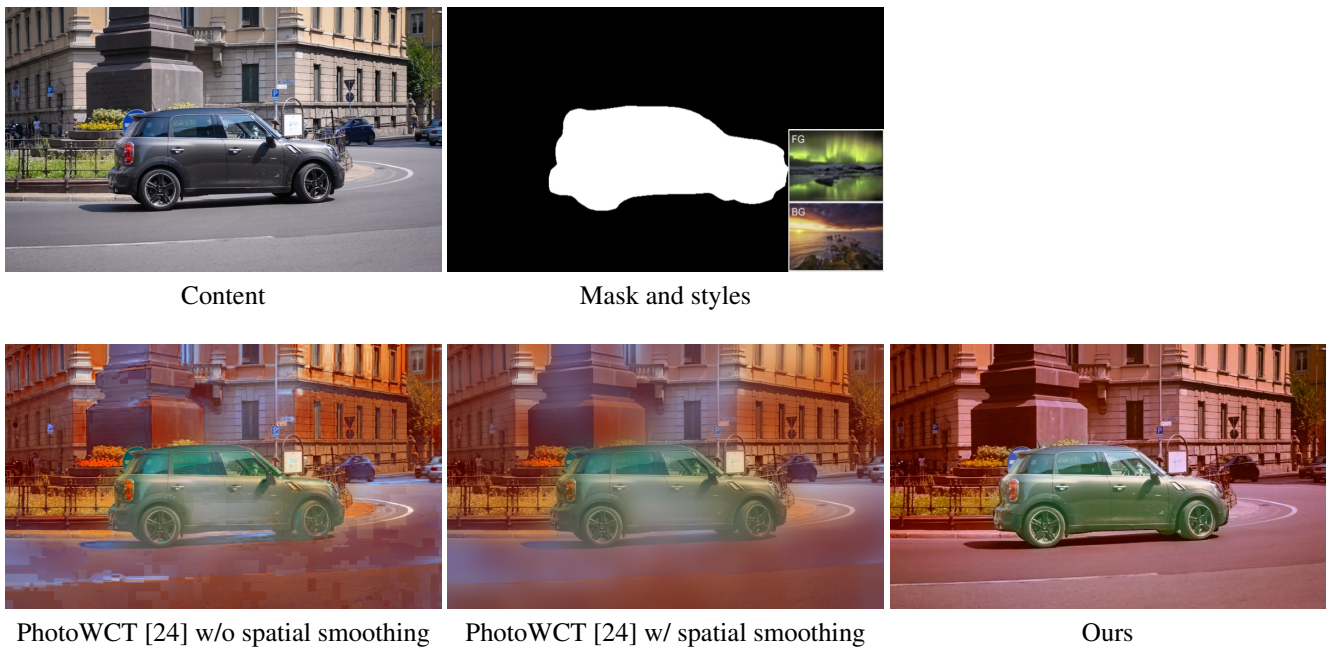 FG
BG
Content
Mask and styles
PhotoWCT [24] w/o spatial smoothing
PhotoWCT [24] w/ spatial smoothing
Ours